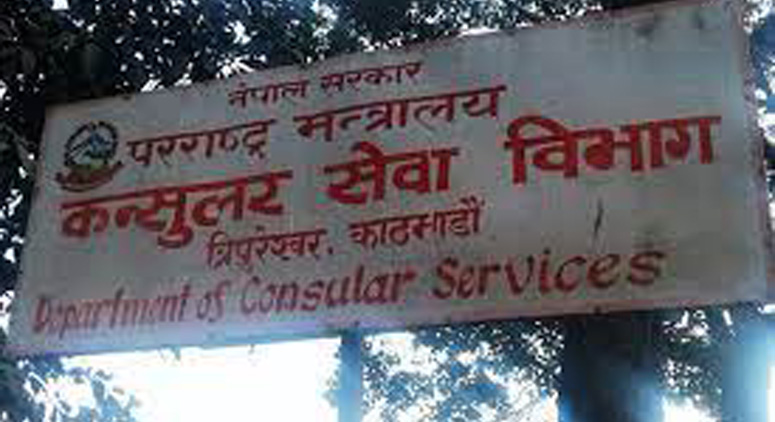 नेपाल सरकार
परराष्ट्र मन्त्रालय
कन्सुलर सेवा विभाग
त्रिपुरेश्वर, काठमाडौं
Department of Consular Services